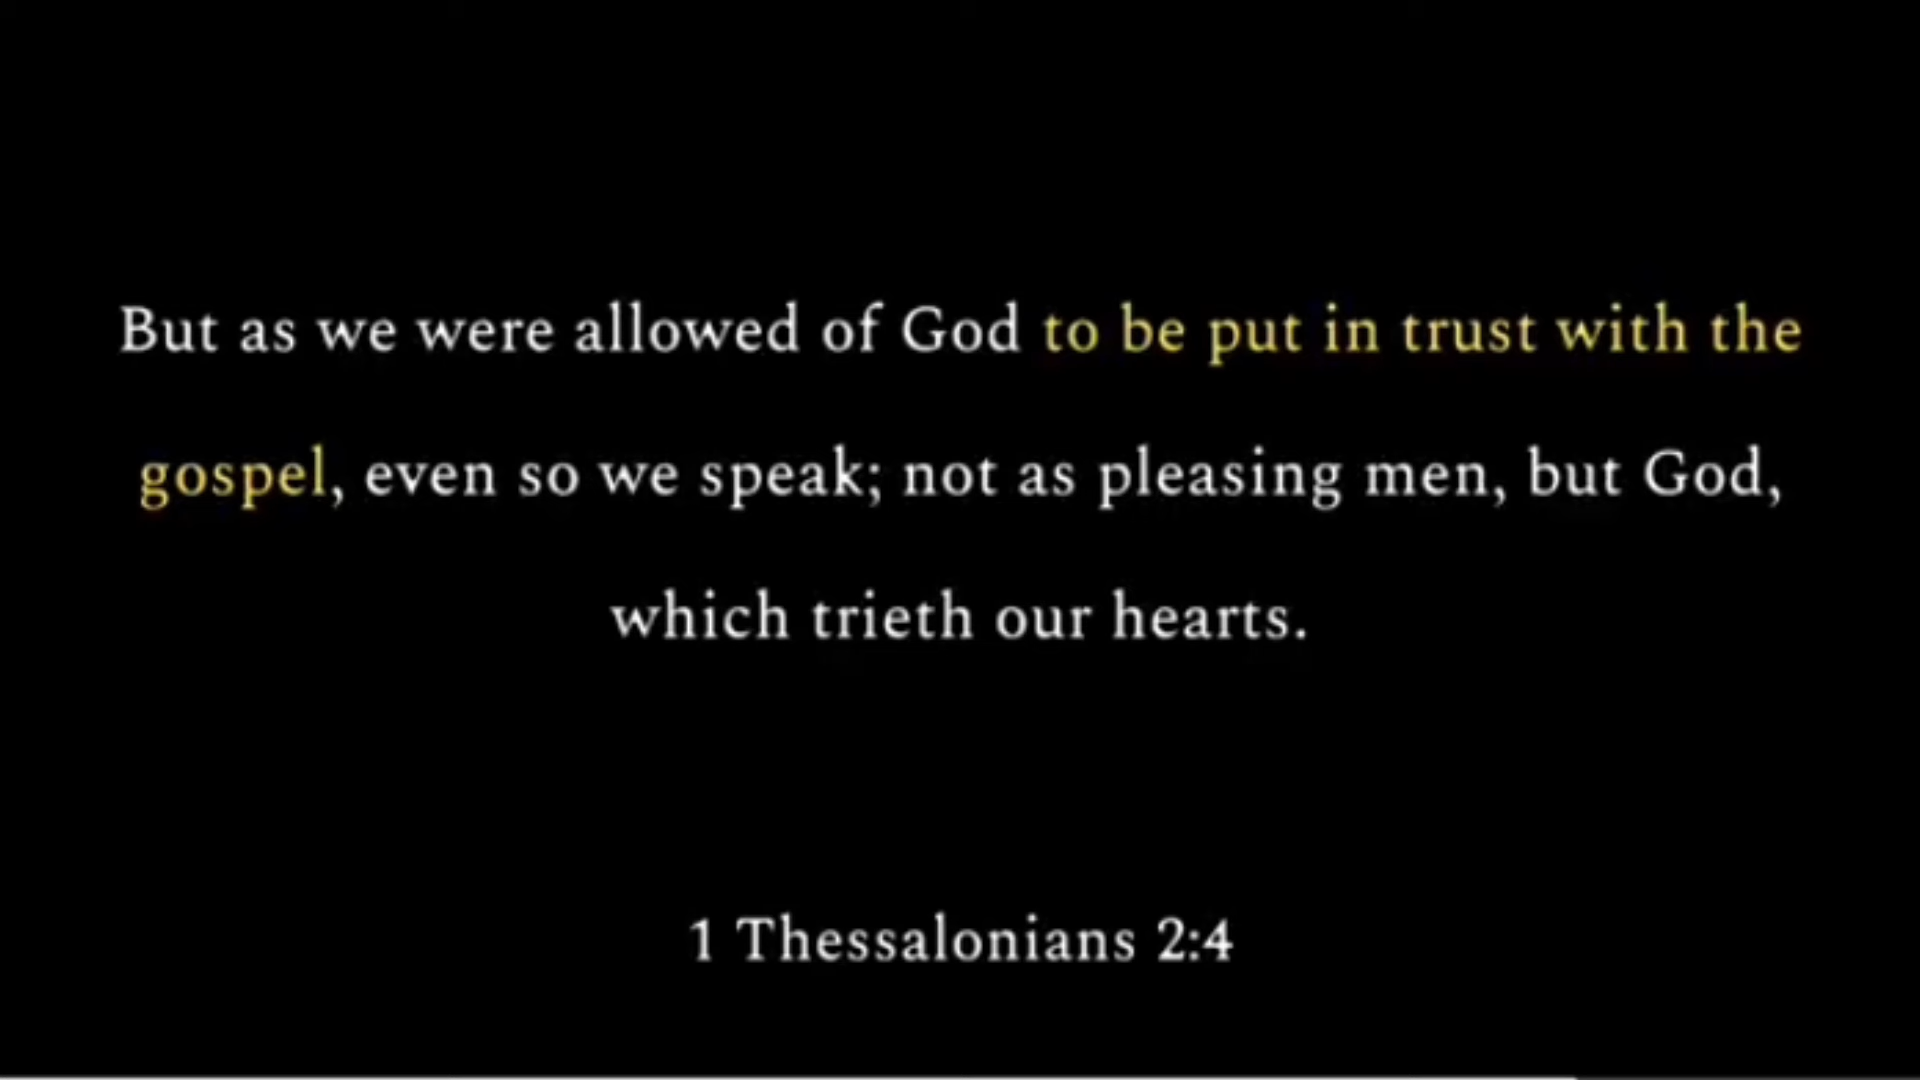 But as we were allowed of God to be put in trust with the
gospel, even so we speak; not as pleasing men, but God,
which trieth our hearts.
1 Thessalonians 2:4